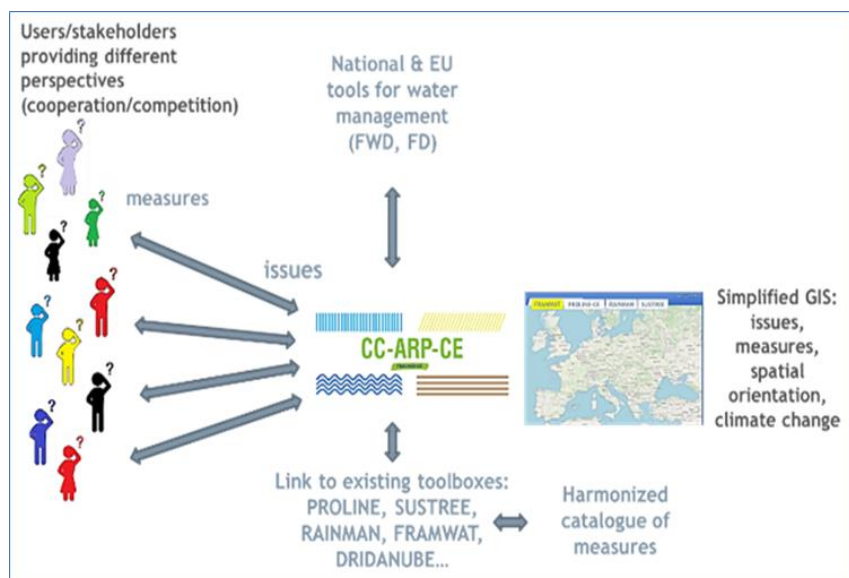 Users/stakeholders
providing different
perspectives
(cooperation/competition)
National & EU
tools for water
management
(FWD, FD)
?
?
?
?
measures
issues
?
?
?
?
?
?
CC-ARP-CE
FRAMWAT
PROLINE-CE
RAINMAN
SUSTREE
Simplified GIS:
issues,
measures,
spatial
orientation,
climate change
Link to existing toolboxes:
PROLINE, SUSTREE,
RAINMAN, FRAMWAT,
DRIDANUBE...
Harmonized
catalogue of
measures